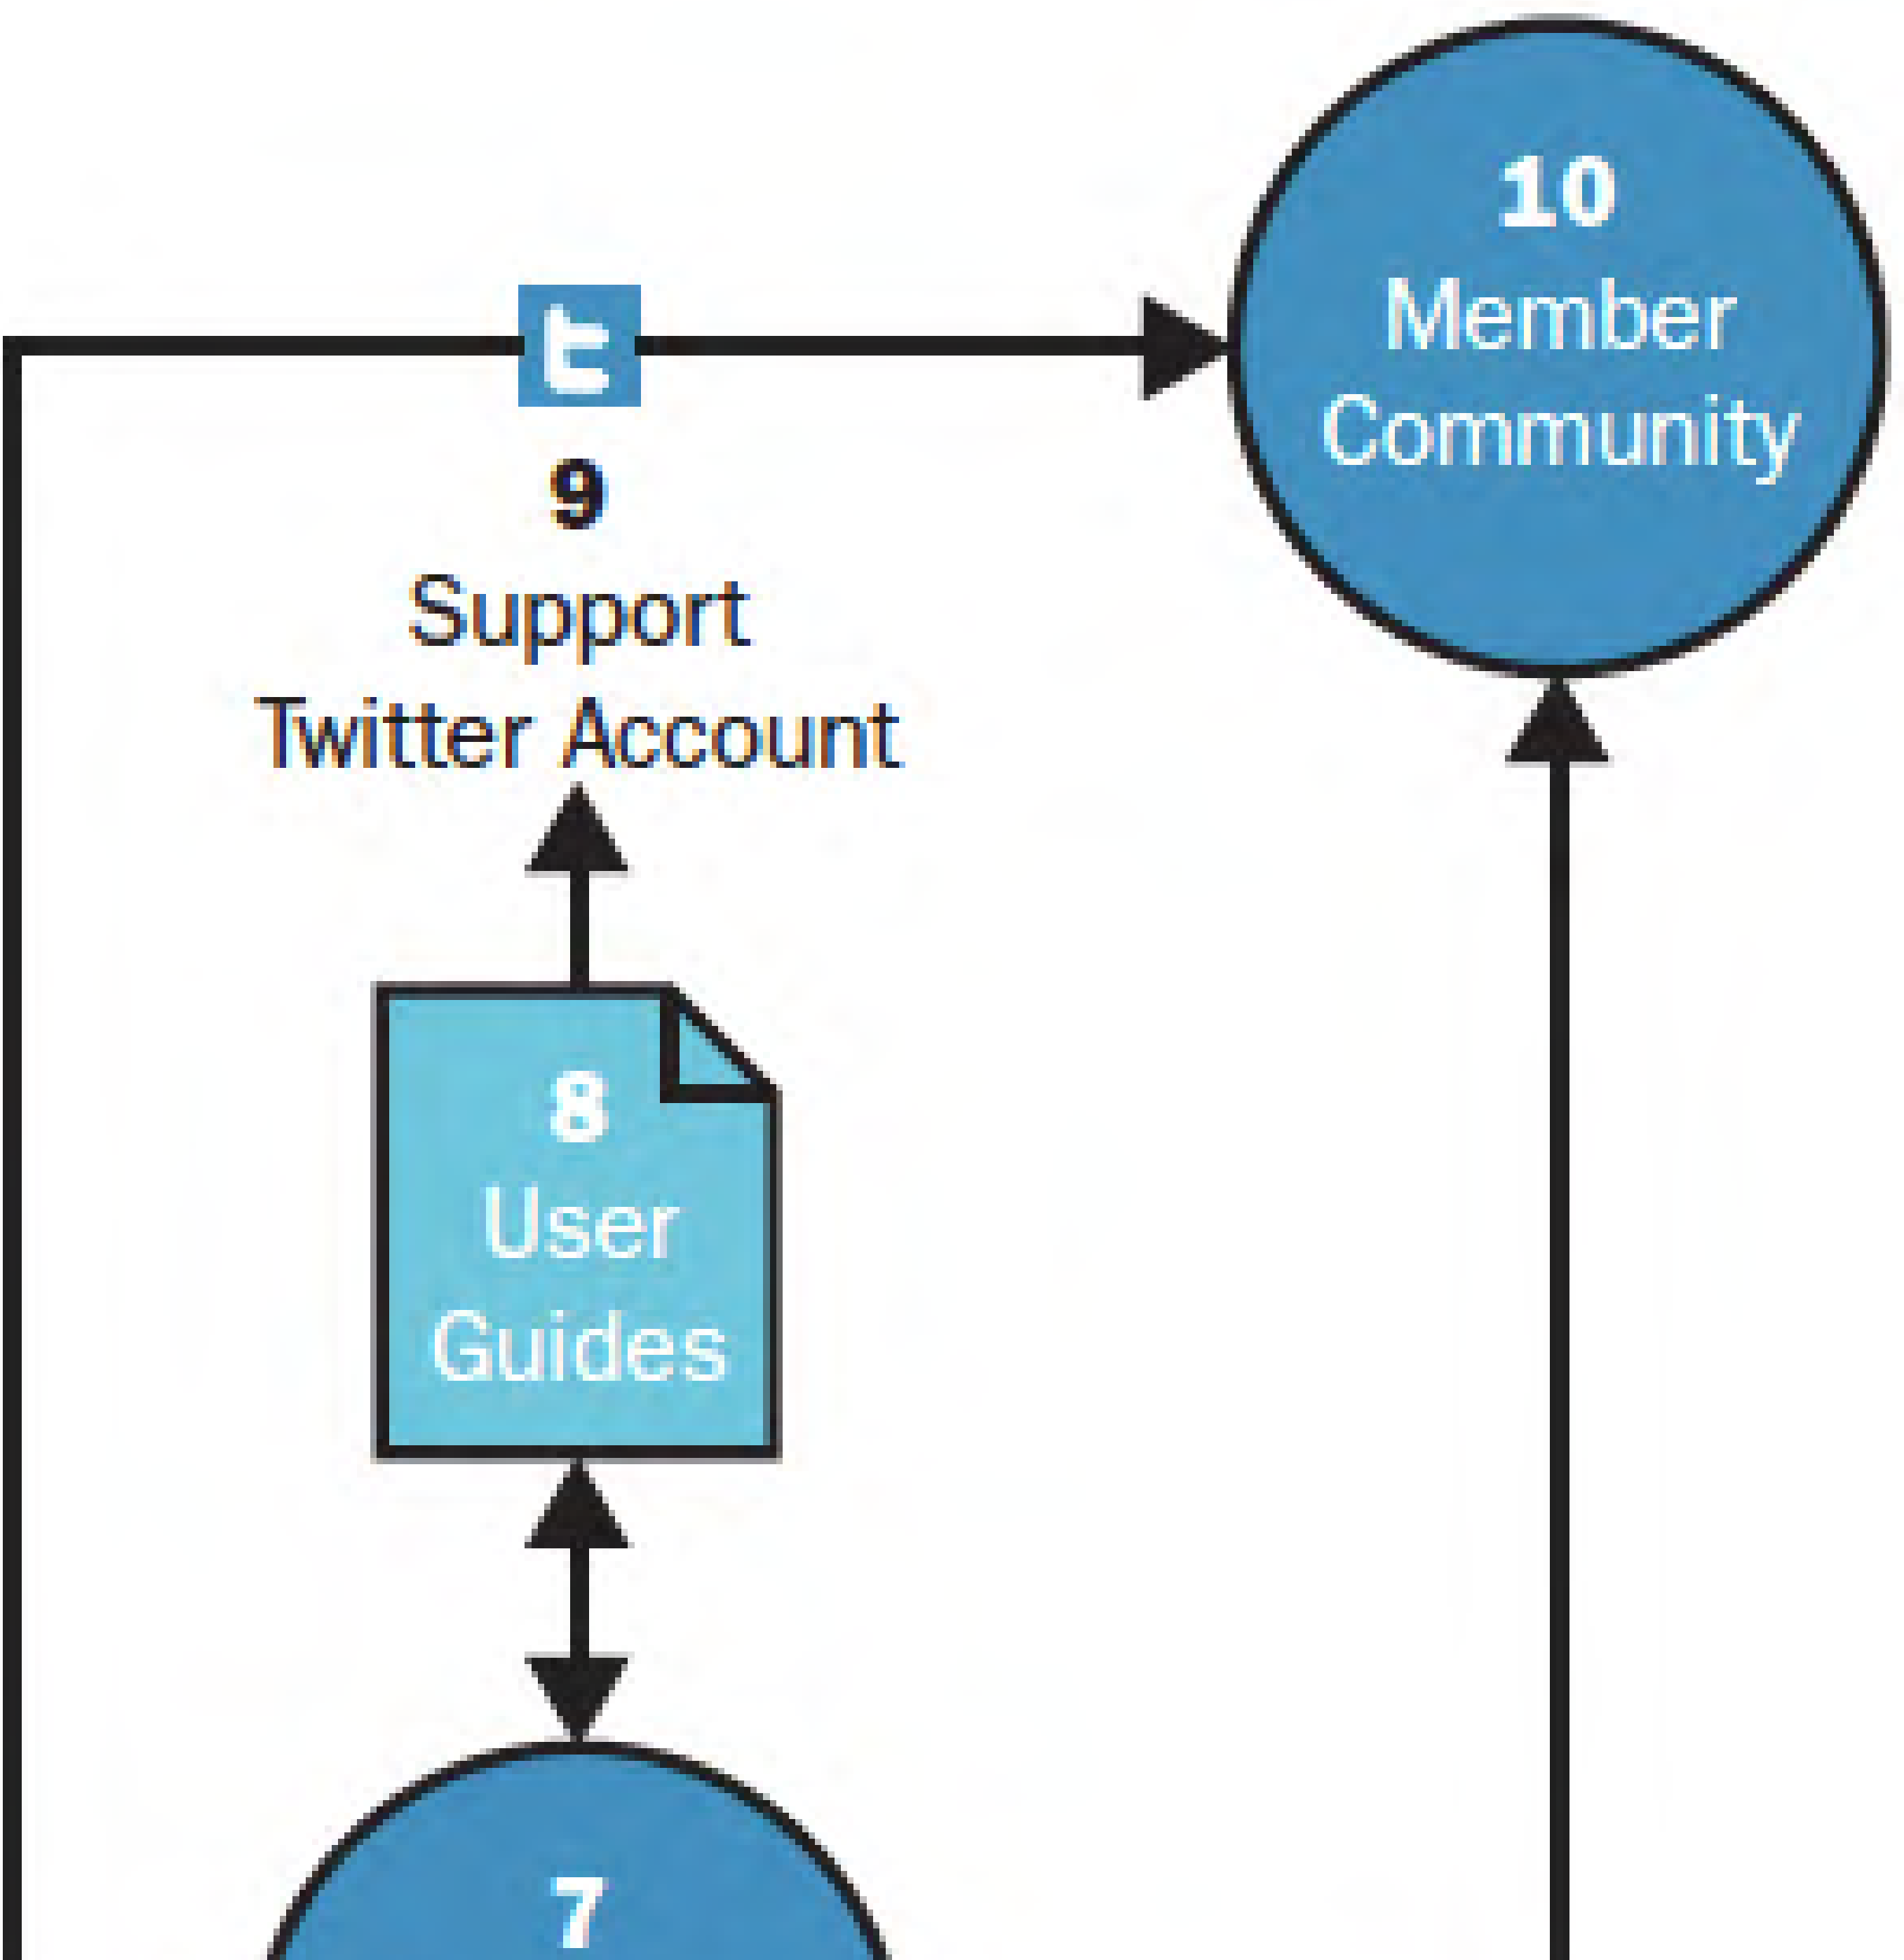 10
Member
Community
9
Support
Twitter Account
8
User
Guides
7